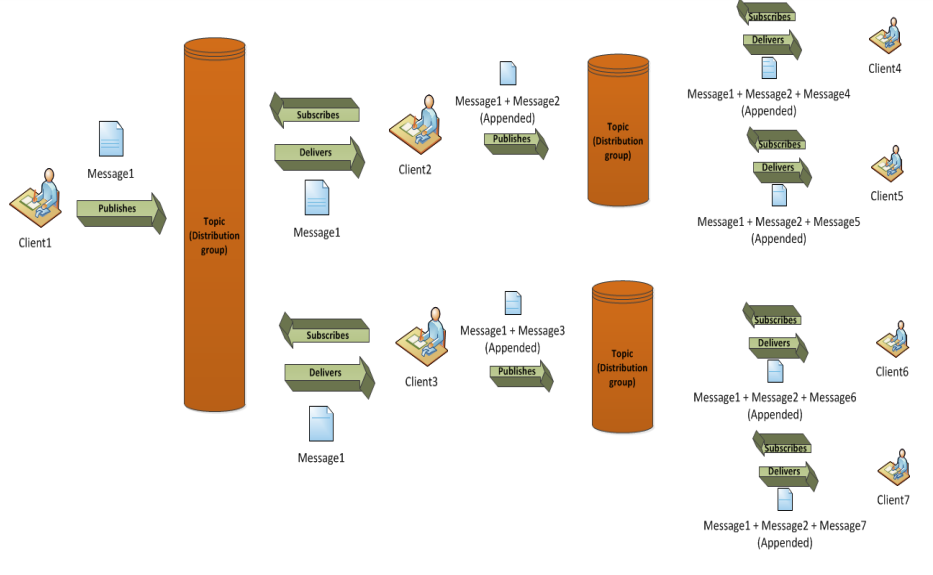 Message1
Publishes
Client1
Topic
(Distribution
group)
Subscribes
Delivers
Message1
Client2
Message1 + Message2
(Appended)
Publishes
Topic
(Distribution
group)
Subscribes
Delivers
Message1 + Message2 + Message4
(Appended)
Client4
Subscribes
Delivers
Message1 + Message2 + Message5
(Appended)
Client5
Subscribes
Delivers
Message1
Client3
Message1 + Message3
(Appended)
Publishes
Topic
(Distribution
group)
Subscribes
Delivers
Message1 + Message2 + Message6
(Appended)
Client6
Subscribes
Delivers
Message1 + Message2 + Message7
(Appended)
Client7